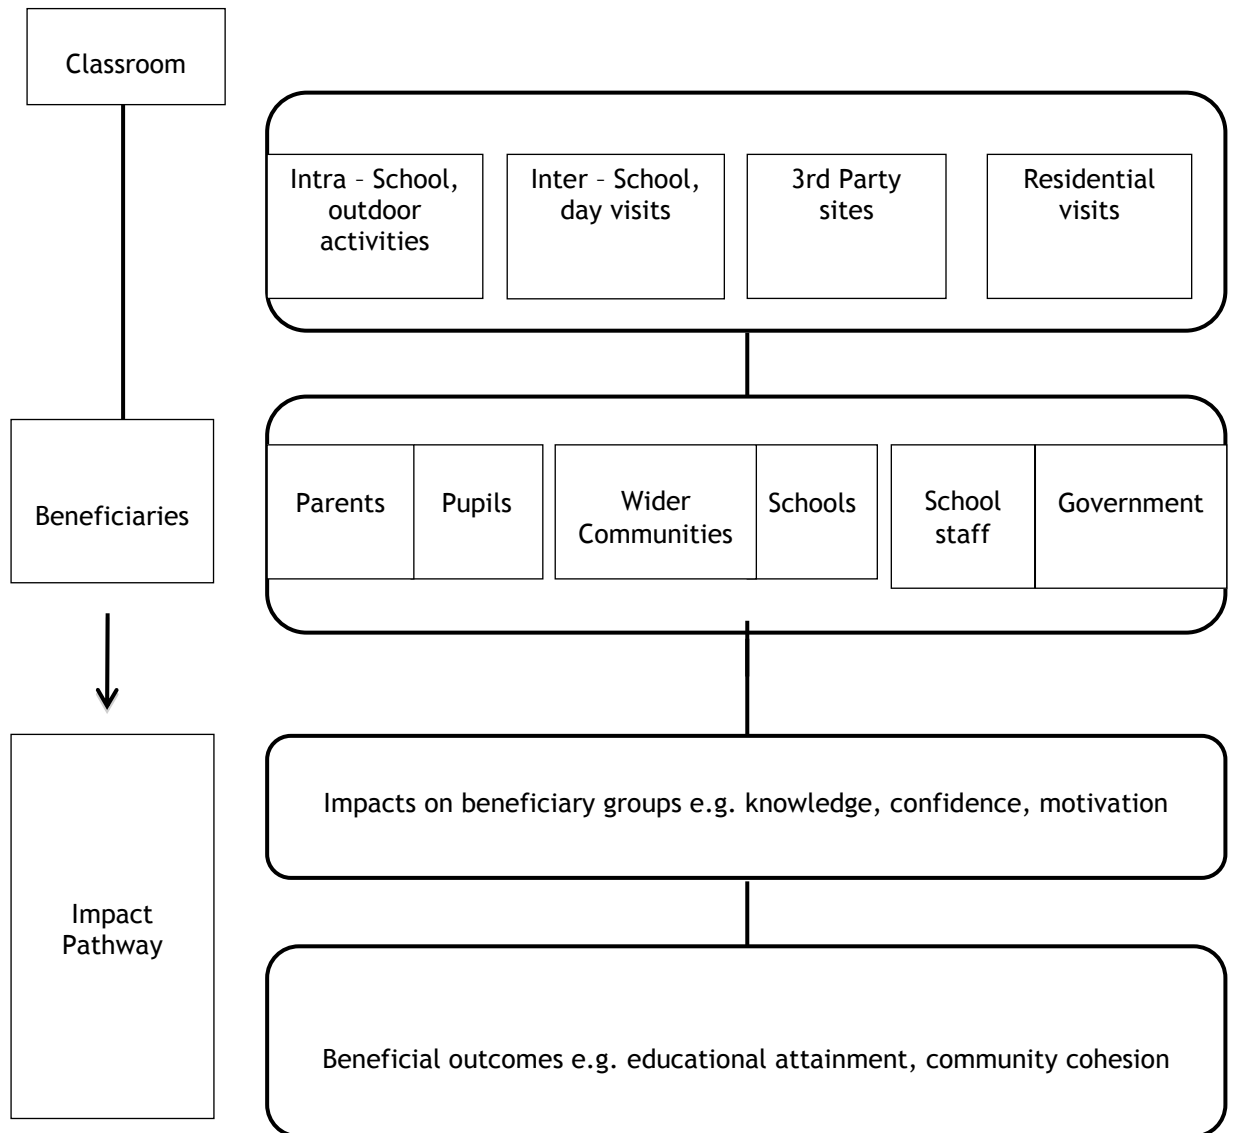 Classroom
Intra – School,
outdoor
activities
Inter – School,
day visits
3rd Party
sites
Residential
visits
Beneficiaries
Parents
Pupils
Wider
Communities
Schools
School
staff
Government
Impact
Pathway
Impacts on beneficiary groups e.g. knowledge, confidence, motivation
Beneficial outcomes e.g. educational attainment, community cohesion